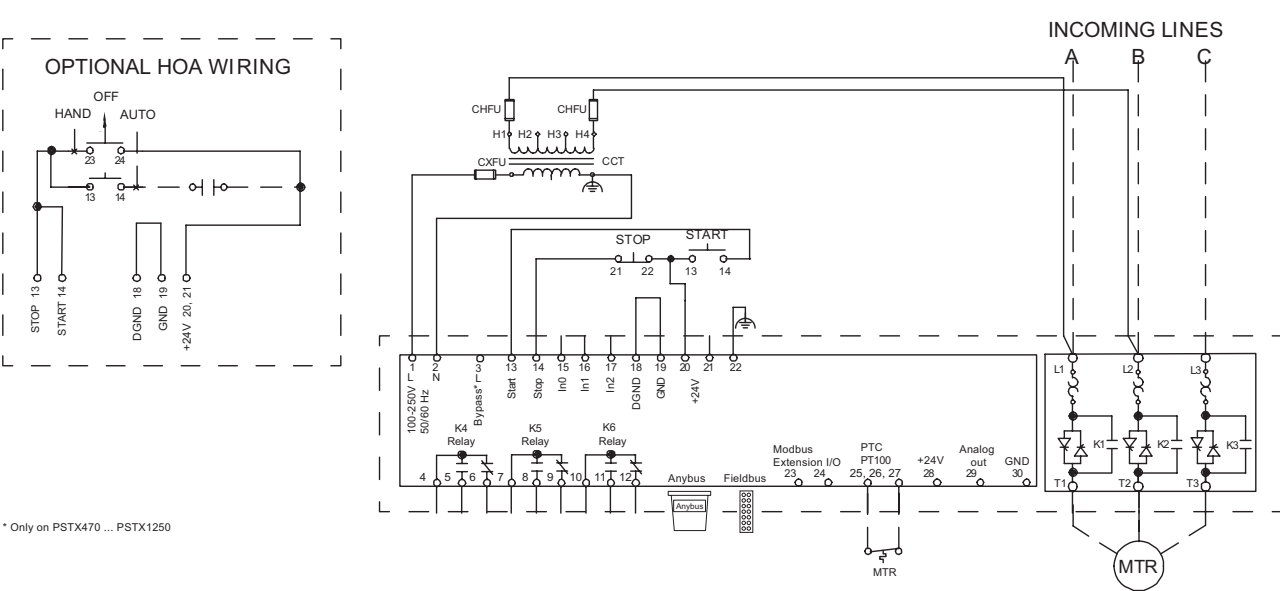 INCOMING LINES
A B C
OPTIONAL HOA WIRING
OFF
HAND AUTO
23 24
13 14
STOP 13
START 14
DGND 18
GND 19
+24V 20, 21
CHFU CHFU
H1 H2 H3 H4
CXFU CCT
STOP START
21 22 13 14
1 2 3 13 14 15 16 17 18 19 20 21 22
L
100-250V
50/60 Hz
N
L
Bypass*
Start
Stop
In0
In1
In2
DGND
GND
+24V
K4
Relay
K5
Relay
K6
Relay
4 5 6 7 8 9 10 11 12
Anybus
Anybus
Fieldbus
Modbus
Extension I/O
23 24
PTC
PT100
25, 26, 27
+24V
28
Analog
out
29
GND
30
L1 L2 L3
K1 K2 K3
T1 T2 T3
MTR
MTR
* Only on PSTX470 ... PSTX1250